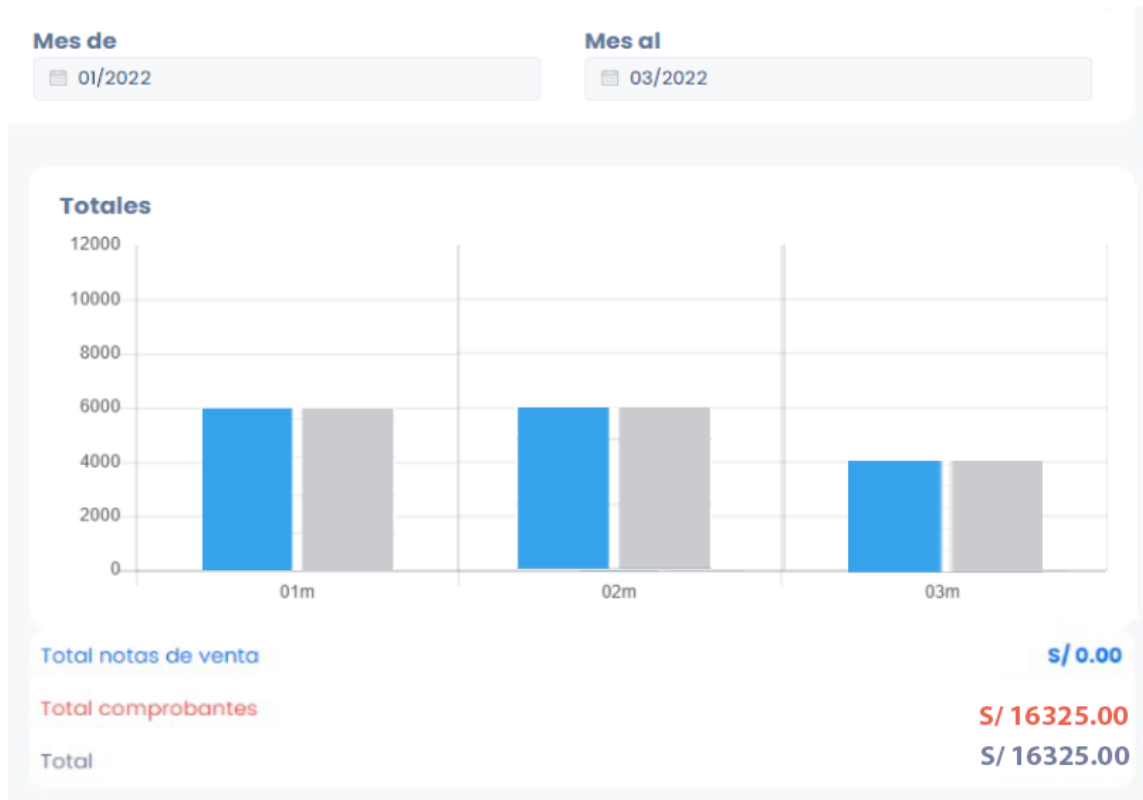 Mes de Mes al
01/2022 03/2022
Totales
12000
10000
8000
6000
4000
2000
0
01m 02m 03m
Total notas de venta S/ 0.00
Total comprobantes S/ 16325.00
Total S/ 16325.00